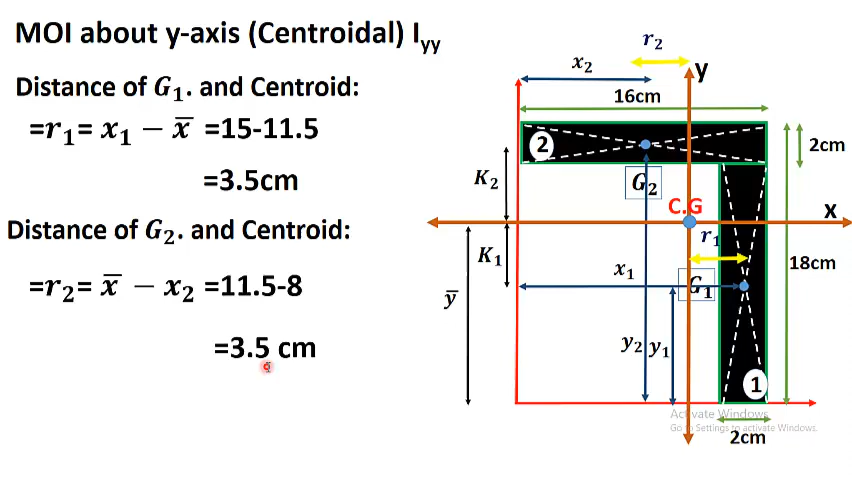 MOI about y-axis (Centroidal) I_yy
Distance of G₁. and Centroid:
=r₁= x₁ − x̅ =15-11.5
=3.5cm
Distance of G₂. and Centroid:
=r₂= x̅ − x₂ =11.5-8
=3.5 cm
r₂
x₂
y
16cm
2
2cm
K₂
G₂
C.G
x
r₁
K₁
x₁
18cm
G₁
y̅
y₂
y₁
1
Activate Windows
Go to Settings to activate Windows.
2cm